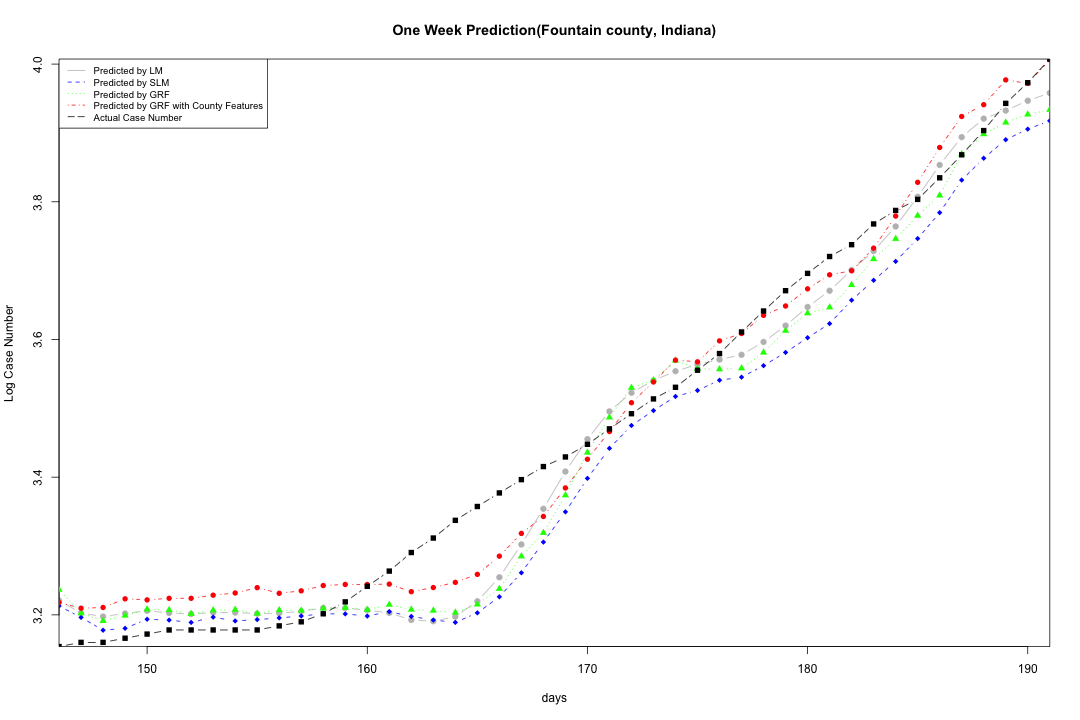 One Week Prediction(Fountain county, Indiana)
Predicted by LM
Predicted by SLM
Predicted by GRF
Predicted by GRF with County Features
Actual Case Number
4.0
3.8
3.6
3.4
3.2
Log Case Number
150 160 170 180 190
days